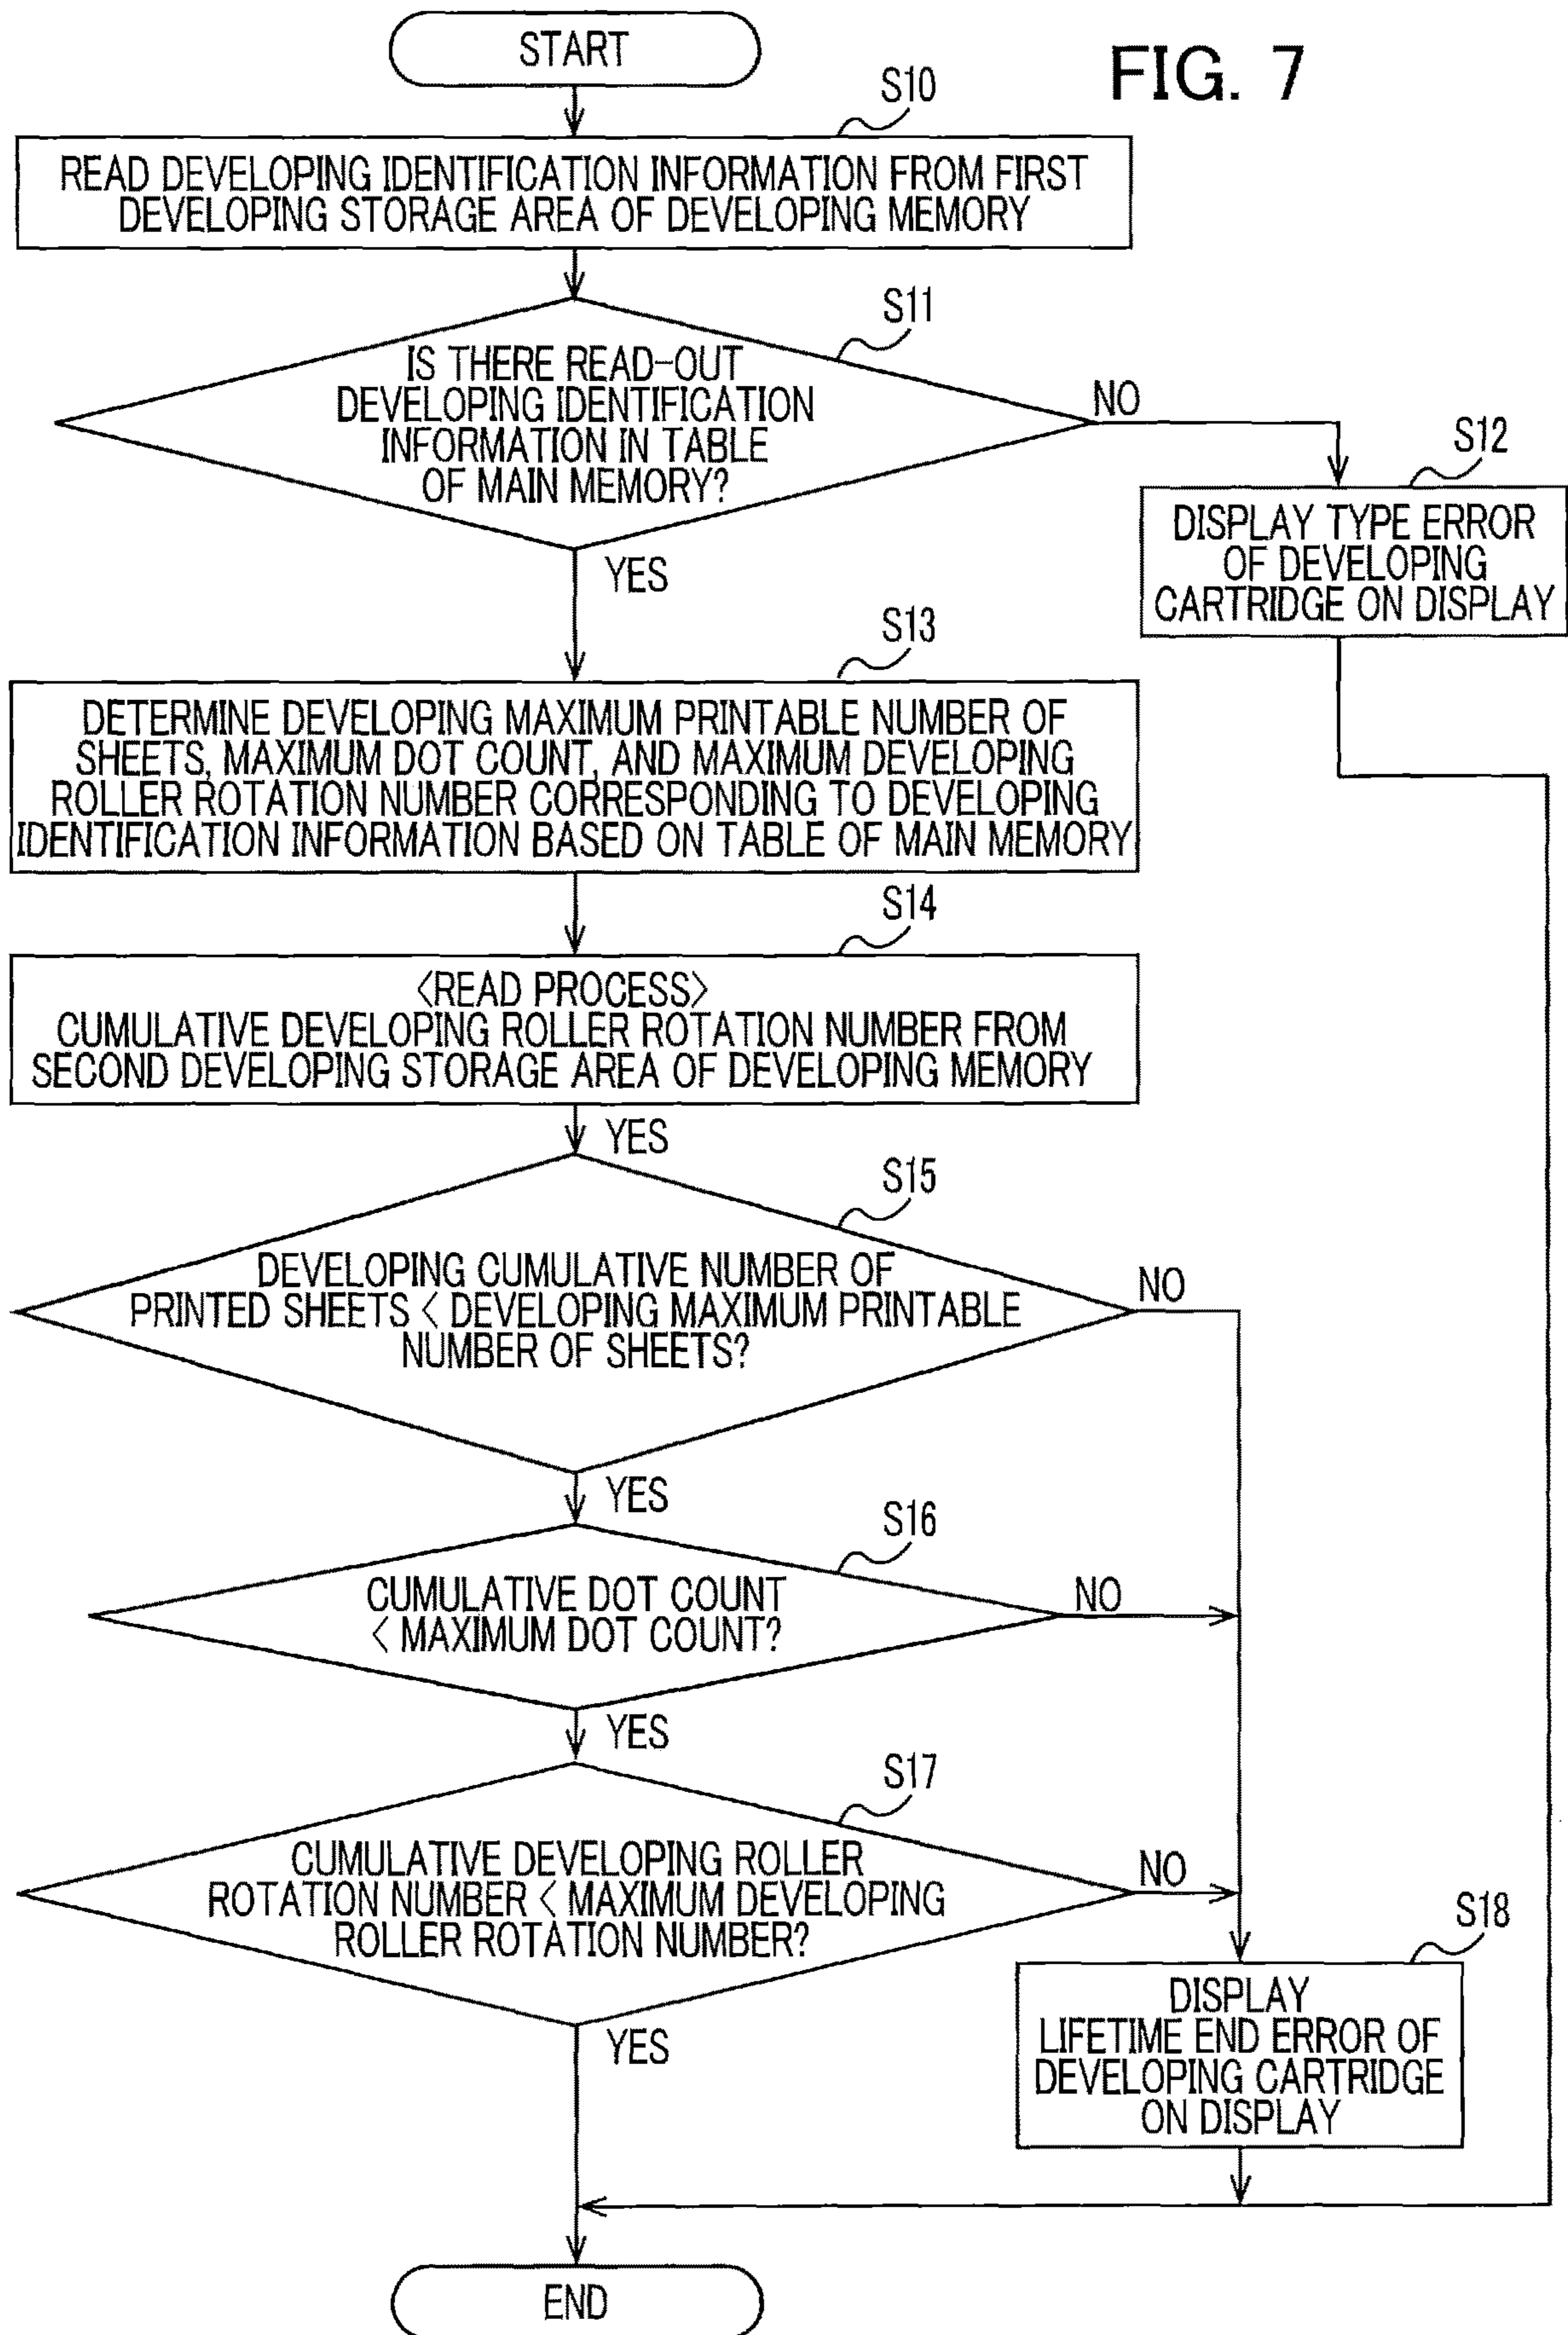 START
FIG. 7
S10
READ DEVELOPING IDENTIFICATION INFORMATION FROM FIRST
DEVELOPING STORAGE AREA OF DEVELOPING MEMORY
S11
IS THERE READ-OUT
DEVELOPING IDENTIFICATION
INFORMATION IN TABLE
OF MAIN MEMORY?
NO
S12
DISPLAY TYPE ERROR
OF DEVELOPING
CARTRIDGE ON DISPLAY
YES
S13
DETERMINE DEVELOPING MAXIMUM PRINTABLE NUMBER OF
SHEETS, MAXIMUM DOT COUNT, AND MAXIMUM DEVELOPING
ROLLER ROTATION NUMBER CORRESPONDING TO DEVELOPING
IDENTIFICATION INFORMATION BASED ON TABLE OF MAIN MEMORY
S14
<READ PROCESS>
CUMULATIVE DEVELOPING ROLLER ROTATION NUMBER FROM
SECOND DEVELOPING STORAGE AREA OF DEVELOPING MEMORY
YES
S15
DEVELOPING CUMULATIVE NUMBER OF
PRINTED SHEETS < DEVELOPING MAXIMUM PRINTABLE
NUMBER OF SHEETS?
NO
YES
S16
CUMULATIVE DOT COUNT
< MAXIMUM DOT COUNT?
NO
YES
S17
CUMULATIVE DEVELOPING ROLLER
ROTATION NUMBER < MAXIMUM DEVELOPING
ROLLER ROTATION NUMBER?
NO
S18
DISPLAY
LIFETIME END ERROR OF
DEVELOPING CARTRIDGE
ON DISPLAY
YES
END